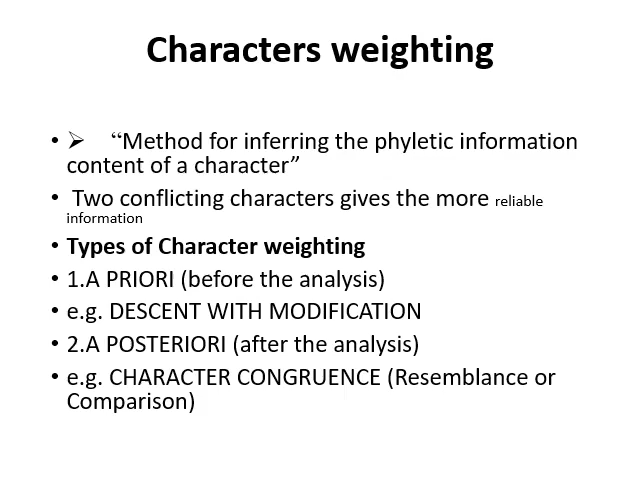 Characters weighting
• ➢ “Method for inferring the phyletic information
content of a character”
• Two conflicting characters gives the more reliable
information
• Types of Character weighting
• 1.A PRIORI (before the analysis)
• e.g. DESCENT WITH MODIFICATION
• 2.A POSTERIORI (after the analysis)
• e.g. CHARACTER CONGRUENCE (Resemblance or
Comparison)